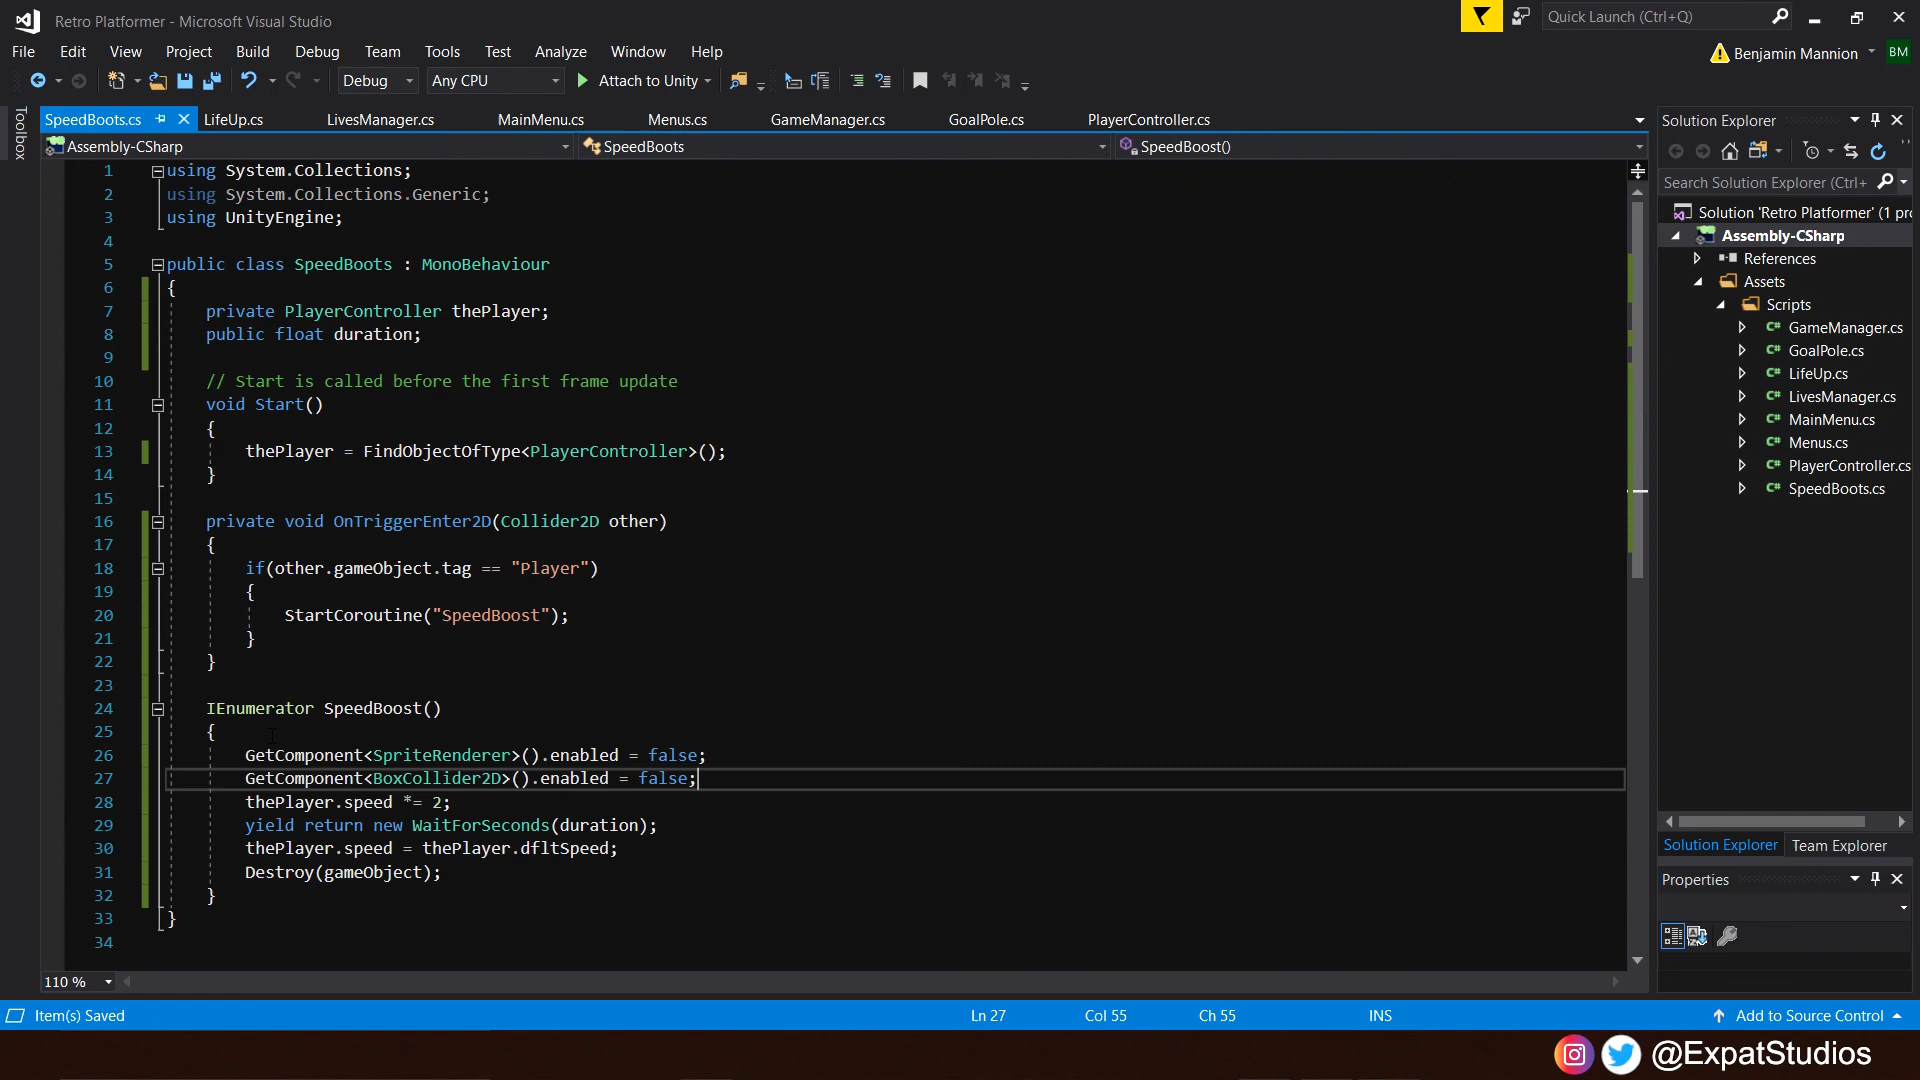 Retro Platformer - Microsoft Visual Studio
Quick Launch (Ctrl+Q)
File Edit View Project Build Debug Team Tools Test Analyze Window Help
Benjamin Mannion BM
Debug Any CPU Attach to Unity
Toolbox
SpeedBoots.cs LifeUp.cs LivesManager.cs MainMenu.cs Menus.cs GameManager.cs GoalPole.cs PlayerController.cs
Assembly-CSharp SpeedBoots SpeedBoost()
1 using System.Collections;
2 using System.Collections.Generic;
3 using UnityEngine;
4
5 public class SpeedBoots : MonoBehaviour
6 {
7 private PlayerController thePlayer;
8 public float duration;
9
10 // Start is called before the first frame update
11 void Start()
12 {
13 thePlayer = FindObjectOfType<PlayerController>();
14 }
15
16 private void OnTriggerEnter2D(Collider2D other)
17 {
18 if(other.gameObject.tag == "Player")
19 {
20 StartCoroutine("SpeedBoost");
21 }
22 }
23
24 IEnumerator SpeedBoost()
25 {
26 GetComponent<SpriteRenderer>().enabled = false;
27 GetComponent<BoxCollider2D>().enabled = false;
28 thePlayer.speed *= 2;
29 yield return new WaitForSeconds(duration);
30 thePlayer.speed = thePlayer.dfltSpeed;
31 Destroy(gameObject);
32 }
33 }
34
110 %
Solution Explorer
Search Solution Explorer (Ctrl+
Solution 'Retro Platformer' (1 pro
Assembly-CSharp
References
Assets
Scripts
C# GameManager.cs
C# GoalPole.cs
C# LifeUp.cs
C# LivesManager.cs
C# MainMenu.cs
C# Menus.cs
C# PlayerController.cs
C# SpeedBoots.cs
Solution Explorer Team Explorer
Properties
Item(s) Saved Ln 27 Col 55 Ch 55 INS Add to Source Control
@ExpatStudios